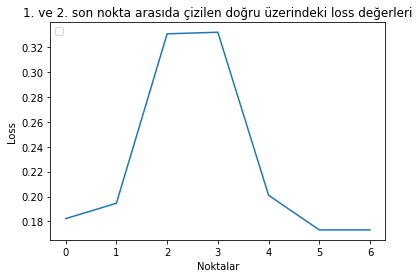 1. ve 2. son nokta arasıda çizilen doğru üzerindeki loss değerleri
0.32
0.30
0.28
0.26
0.24
0.22
0.20
0.18
Loss
0 1 2 3 4 5 6
Noktalar